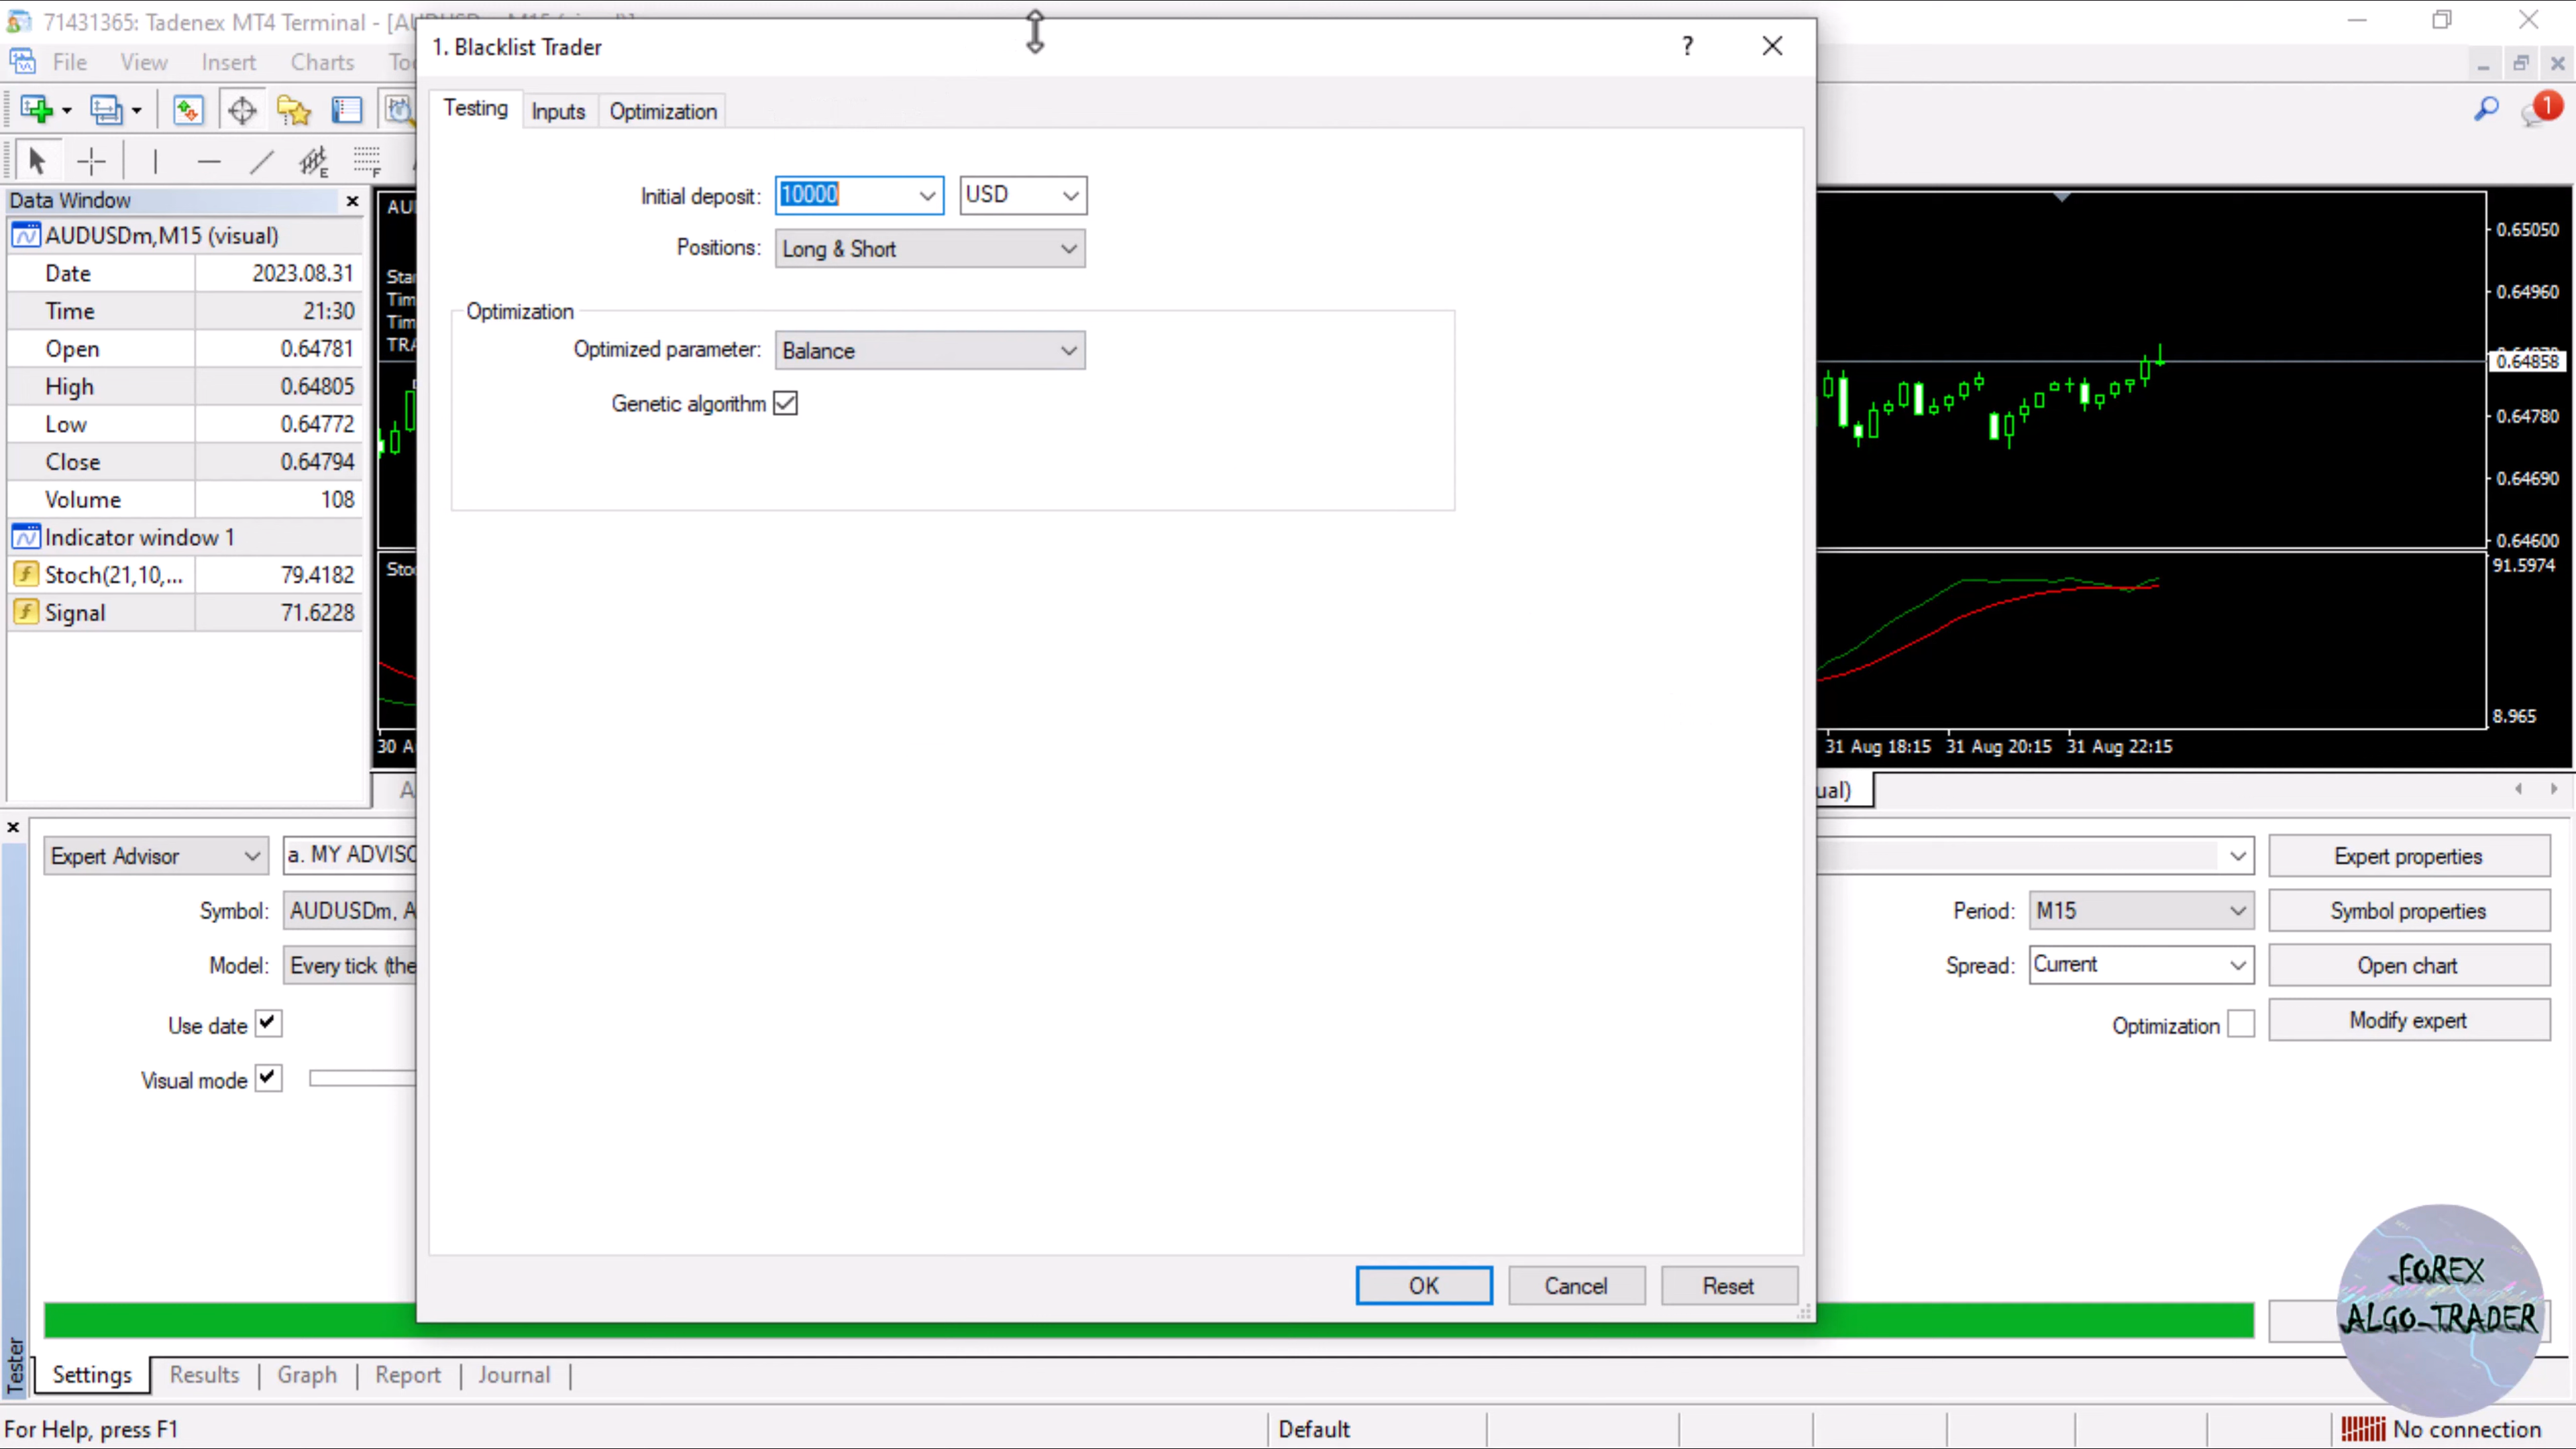 71431365: Tadenex MT4 Terminal - [AUDUSDm,M15 (visual)]
File View Insert Charts
1
Data Window
AUDUSDm,M15 (visual)
Date 2023.08.31
Time 21:30
Open 0.64781
High 0.64805
Low 0.64772
Close 0.64794
Volume 108
Indicator window 1
Stoch(21,10,... 79.4182
Signal 71.6228
1. Blacklist Trader
?
Testing Inputs Optimization
Initial deposit: 10000 USD
Positions: Long & Short
Optimization
Optimized parameter: Balance
Genetic algorithm
OK Cancel Reset
0.65050
0.64960
0.64858
0.64780
0.64690
0.64600
91.5974
8.965
31 Aug 18:15 31 Aug 20:15 31 Aug 22:15
Expert Advisor a. MY ADVISO Expert properties
Symbol: AUDUSDm, A Period: M15 Symbol properties
Model: Every tick (the Spread: Current Open chart
Use date Optimization Modify expert
Visual mode
Tester
Settings Results Graph Report Journal
FOREX
ALGO_TRADER
For Help, press F1 Default No connection